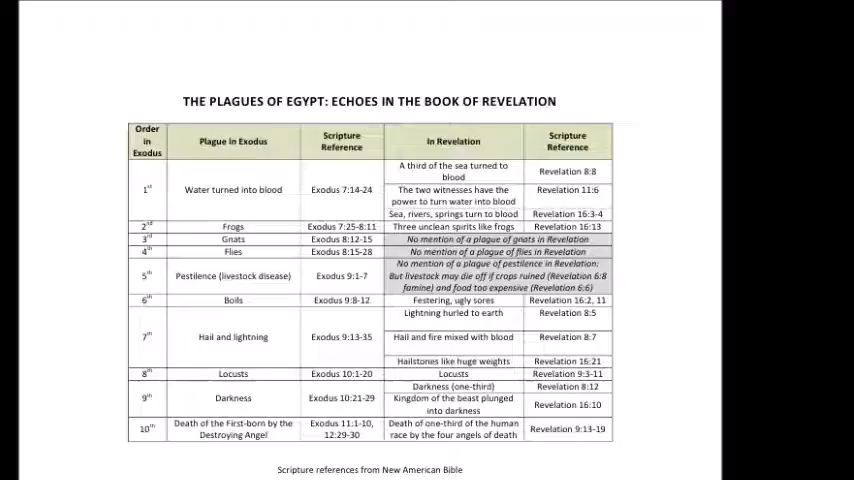 THE PLAGUES OF EGYPT: ECHOES IN THE BOOK OF REVELATION
Order in Exodus | Plague in Exodus | Scripture Reference | In Revelation | Scripture Reference
1st | Water turned into blood | Exodus 7:14-24 | A third of the sea turned to blood | Revelation 8:8
The two witnesses have the power to turn water into blood | Revelation 11:6
Sea, rivers, springs turn to blood | Revelation 16:3-4
2nd | Frogs | Exodus 7:25-8:11 | Three unclean spirits like frogs | Revelation 16:13
3rd | Gnats | Exodus 8:12-15 | No mention of a plague of gnats in Revelation
4th | Flies | Exodus 8:15-28 | No mention of a plague of flies in Revelation
5th | Pestilence (livestock disease) | Exodus 9:1-7 | No mention of a plague of pestilence in Revelation: But livestock may die off if crops ruined (Revelation 6:8 famine) and food too expensive (Revelation 6:6)
6th | Boils | Exodus 9:8-12 | Festering, ugly sores | Revelation 16:2, 11
7th | Hail and lightning | Exodus 9:13-35 | Lightning hurled to earth | Revelation 8:5
Hail and fire mixed with blood | Revelation 8:7
Hailstones like huge weights | Revelation 16:21
8th | Locusts | Exodus 10:1-20 | Locusts | Revelation 9:3-11
9th | Darkness | Exodus 10:21-29 | Darkness (one-third) | Revelation 8:12
Kingdom of the beast plunged into darkness | Revelation 16:10
10th | Death of the First-born by the Destroying Angel | Exodus 11:1-10, 12:29-30 | Death of one-third of the human race by the four angels of death | Revelation 9:13-19
Scripture references from New American Bible